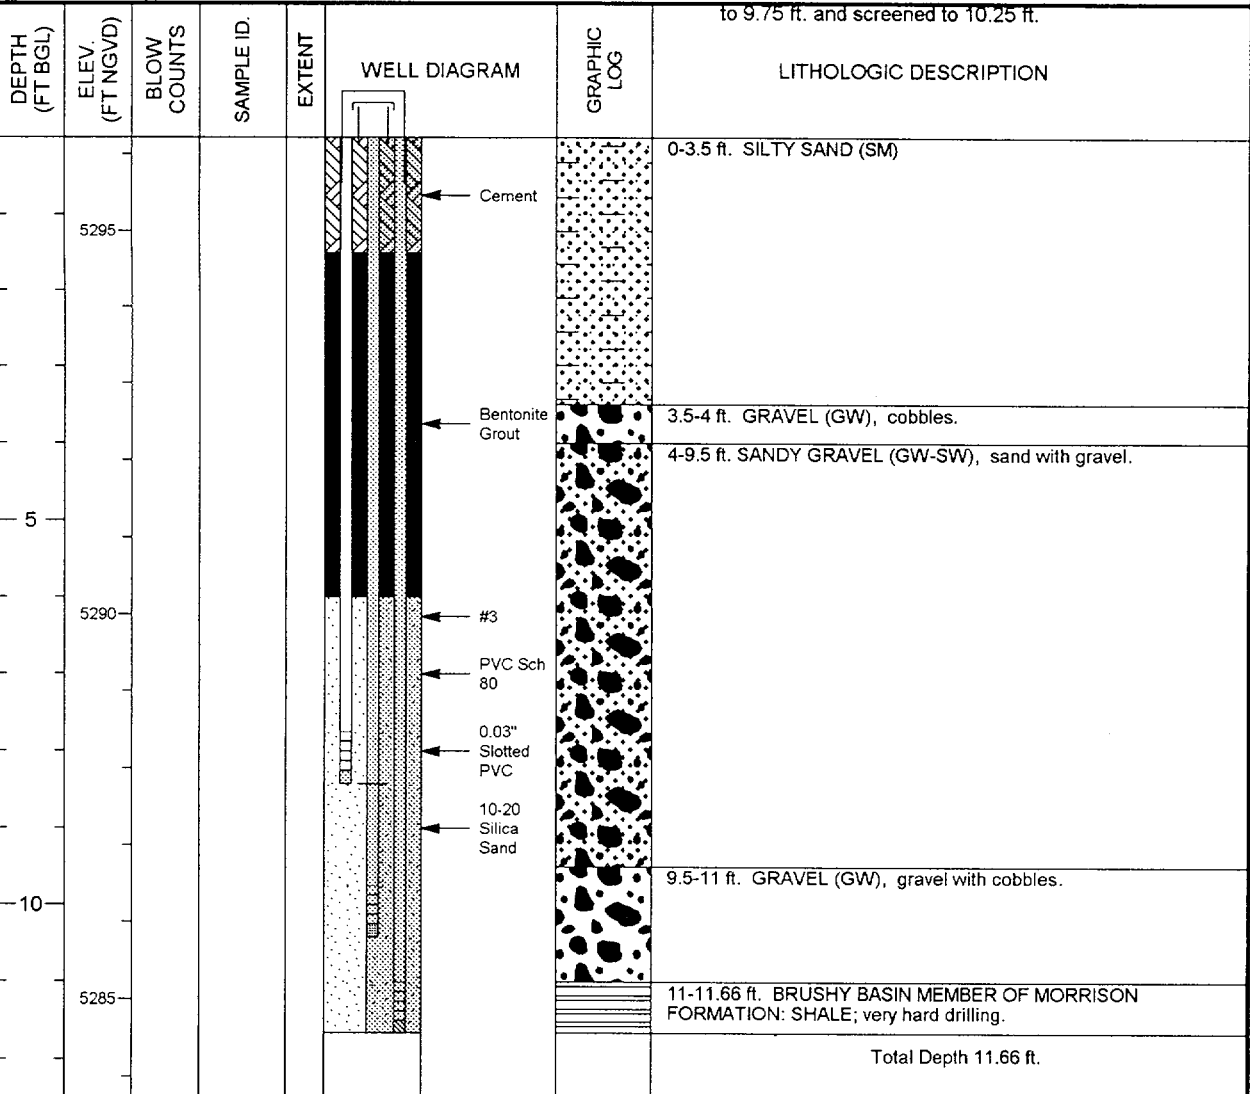 to 9.75 ft. and screened to 10.25 ft.
DEPTH
(FT BGL)
ELEV.
(FT NGVD)
BLOW
COUNTS
SAMPLE ID.
EXTENT
WELL DIAGRAM
GRAPHIC
LOG
LITHOLOGIC DESCRIPTION
0-3.5 ft. SILTY SAND (SM)
Cement
5295
3.5-4 ft. GRAVEL (GW), cobbles.
Bentonite
Grout
4-9.5 ft. SANDY GRAVEL (GW-SW), sand with gravel.
5
5290
#3
PVC Sch
80
0.03"
Slotted
PVC
10-20
Silica
Sand
9.5-11 ft. GRAVEL (GW), gravel with cobbles.
10
5285
11-11.66 ft. BRUSHY BASIN MEMBER OF MORRISON
FORMATION: SHALE; very hard drilling.
Total Depth 11.66 ft.